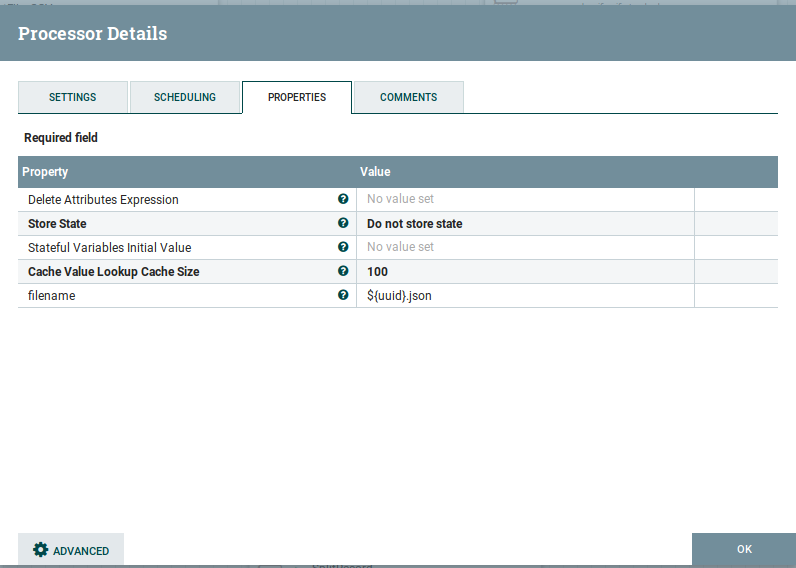 Processor Details
SETTINGS SCHEDULING PROPERTIES COMMENTS
Required field
Property Value
Delete Attributes Expression No value set
Store State Do not store state
Stateful Variables Initial Value No value set
Cache Value Lookup Cache Size 100
filename ${uuid}.json
ADVANCED OK